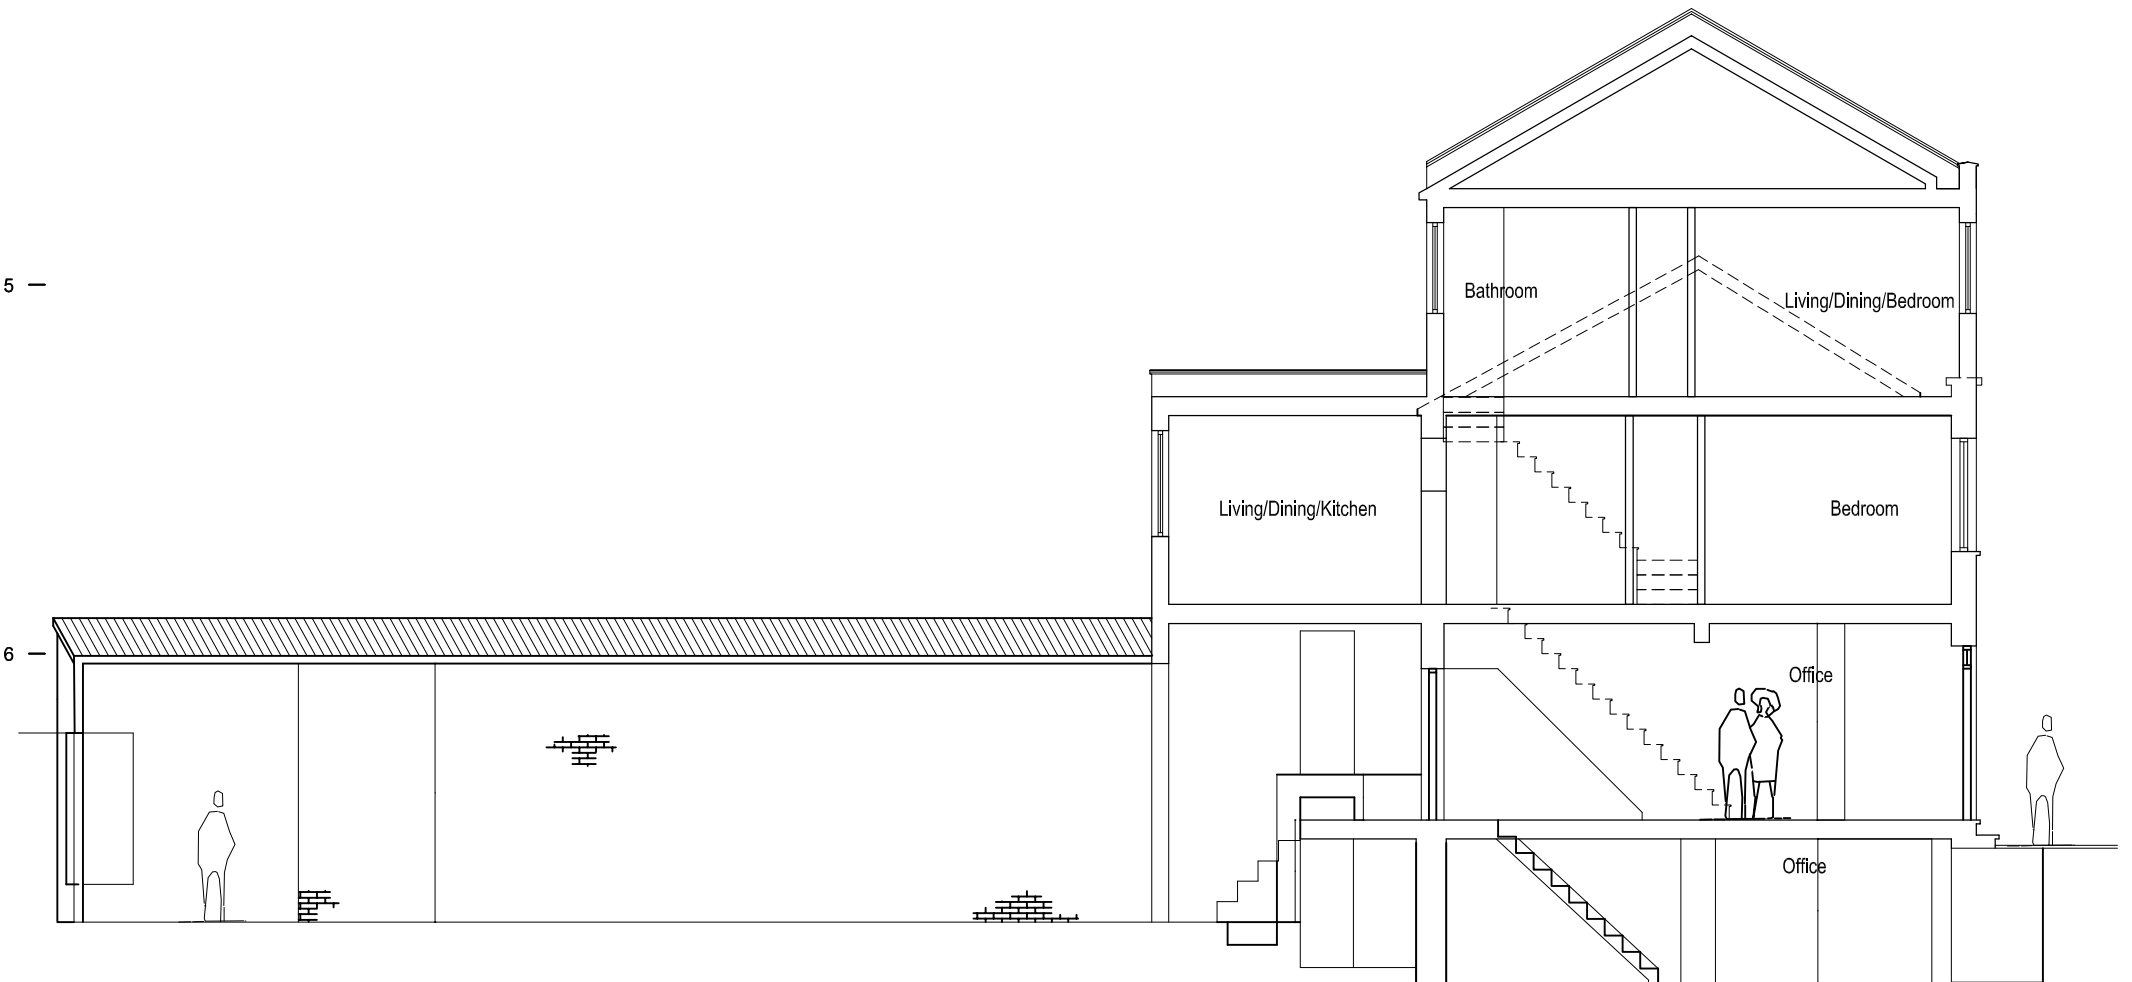 5
Bathroom
Living/Dining/Bedroom
Living/Dining/Kitchen
Bedroom
6
Office
Office